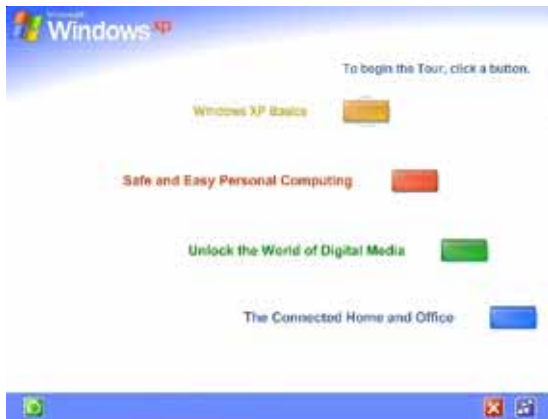 Microsoft
Windows xp
To begin the Tour, click a button.
Windows XP Basics
Safe and Easy Personal Computing
Unlock the World of Digital Media
The Connected Home and Office